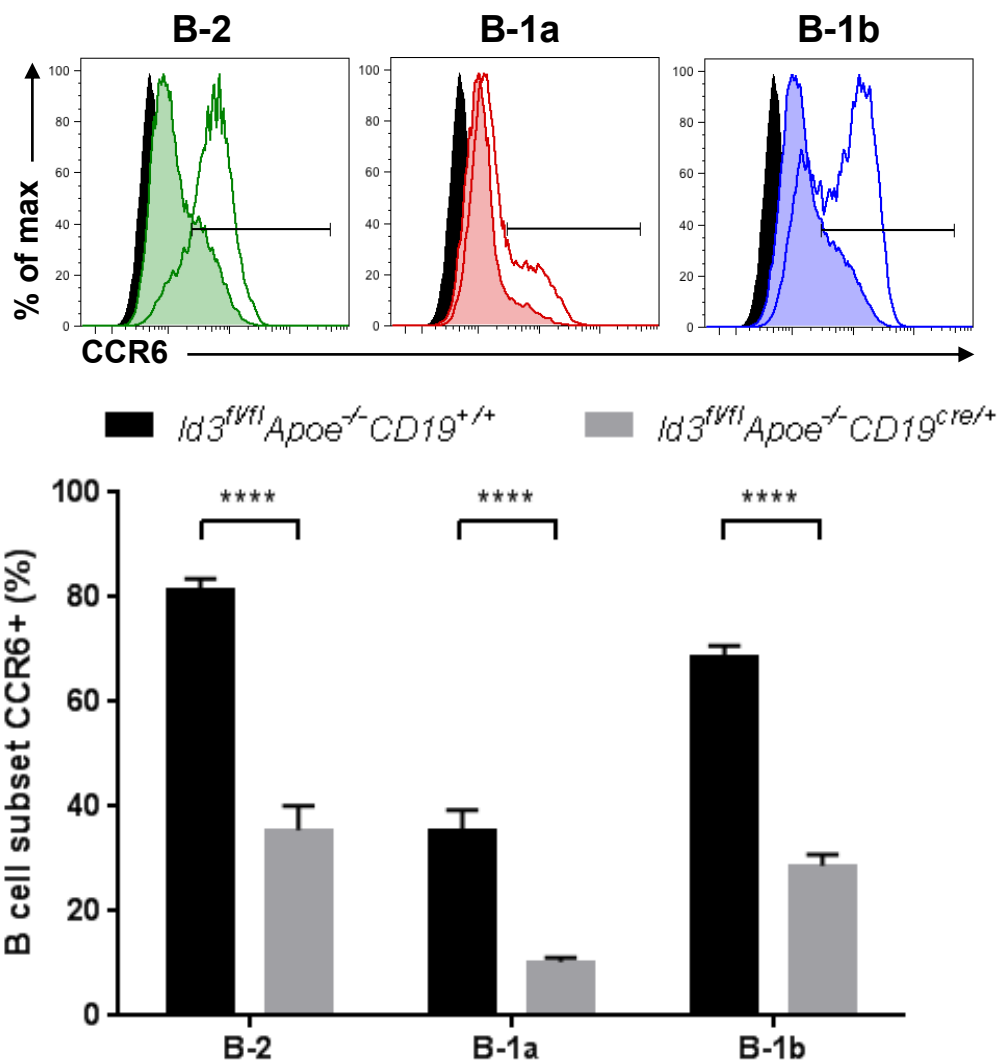 B-2 B-1a B-1b
% of max
100 80 60 40 20 0
100 80 60 40 20 0
100 80 60 40 20 0
CCR6
Id3fl/flApoe-/-CD19+/+ Id3fl/flApoe-/-CD19cre/+
B cell subset CCR6+ (%)
100
80
60
40
20
0
**** **** ****
B-2 B-1a B-1b